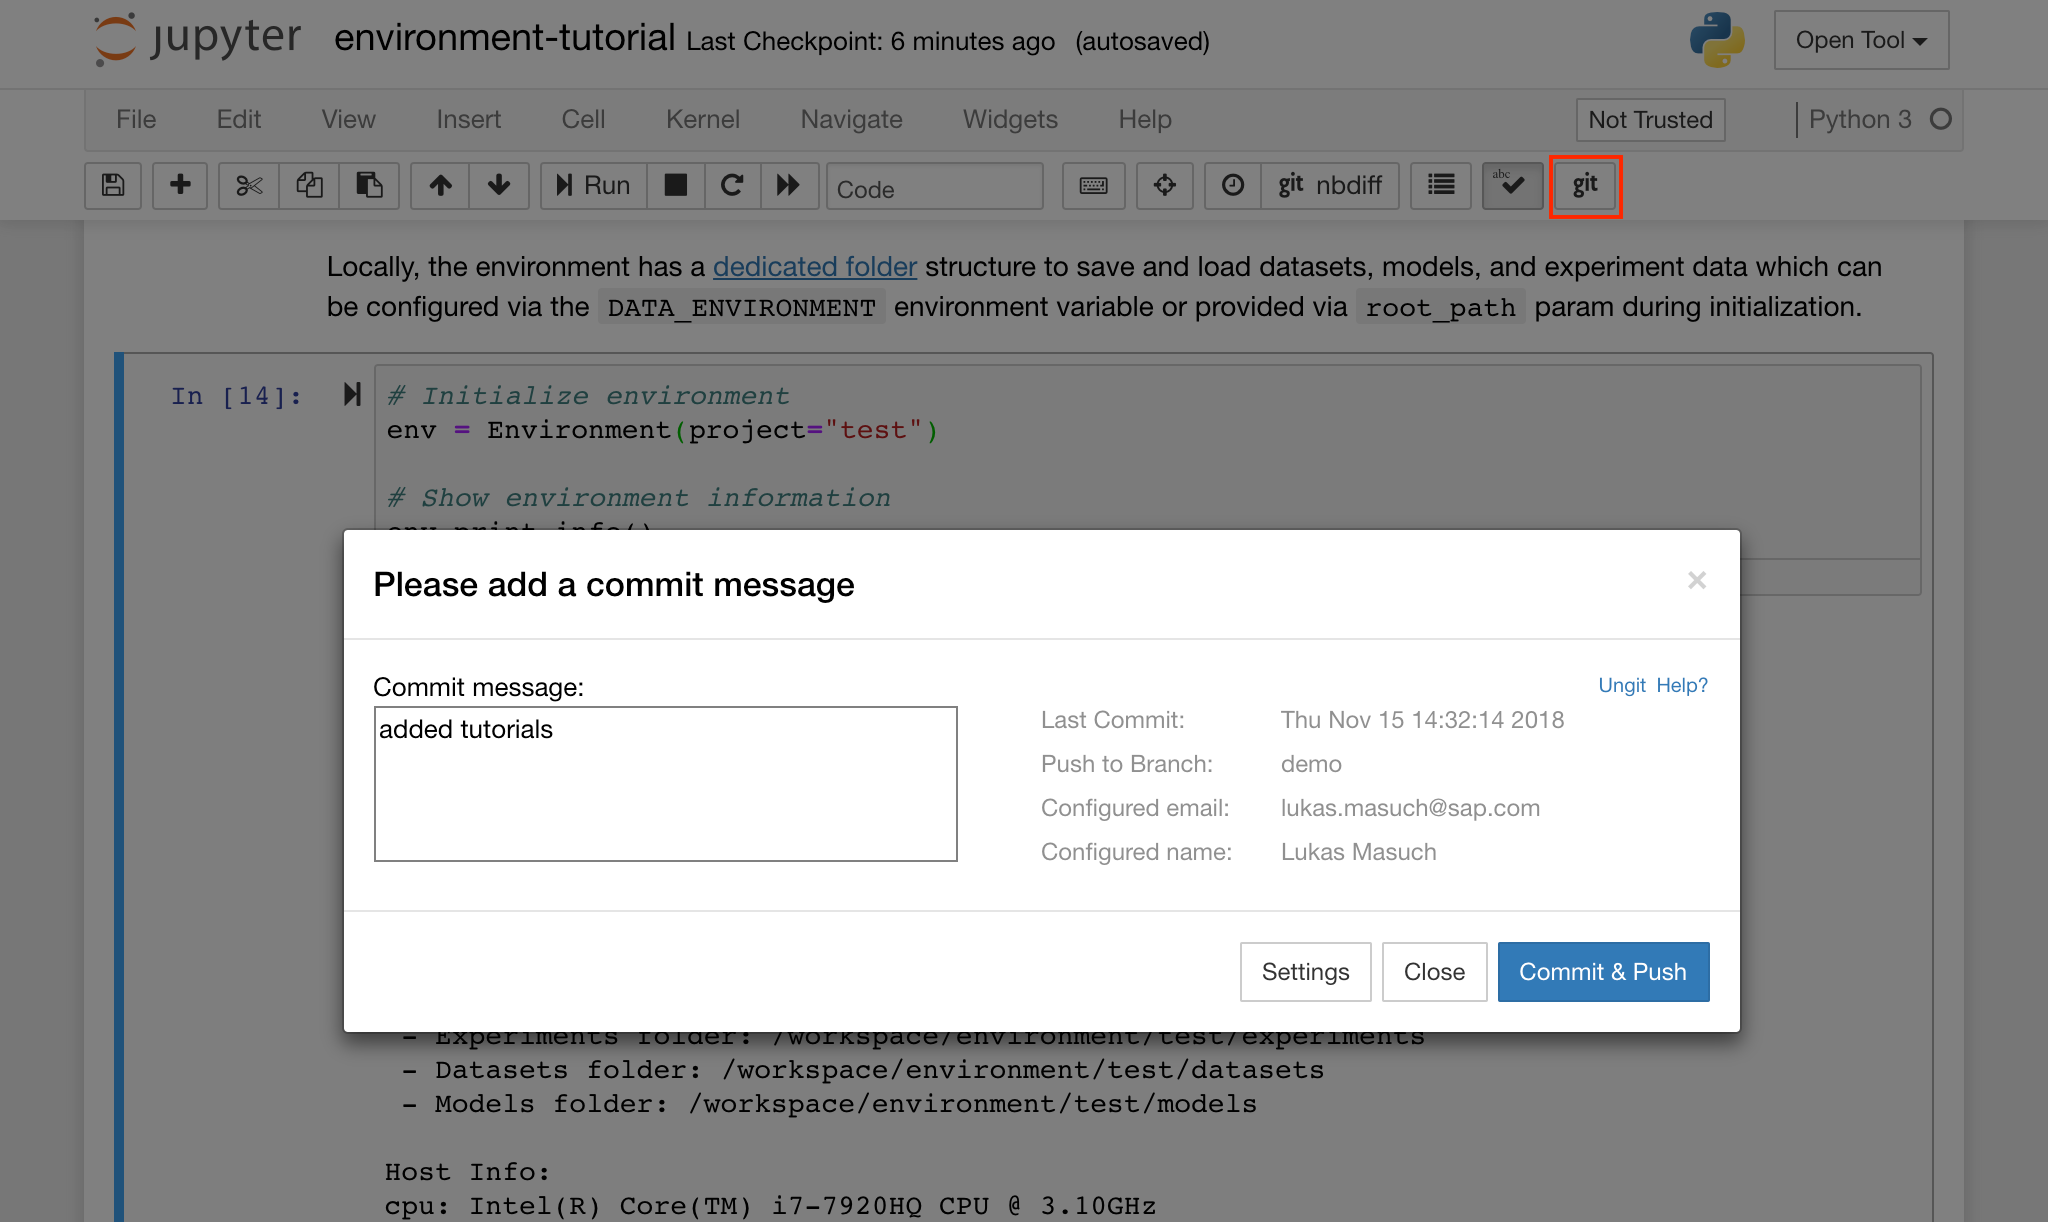 jupyter environment-tutorial Last Checkpoint: 6 minutes ago (autosaved) Open Tool
File Edit View Insert Cell Kernel Navigate Widgets Help Not Trusted Python 3
Run Code git nbdiff abc git
Locally, the environment has a dedicated folder structure to save and load datasets, models, and experiment data which can
be configured via the DATA_ENVIRONMENT environment variable or provided via root_path param during initialization.
In [14]: # Initialize environment
env = Environment(project="test")
# Show environment information
env.print_info()
Please add a commit message ×
Ungit Help?
Commit message:
added tutorials
Last Commit: Thu Nov 15 14:32:14 2018
Push to Branch: demo
Configured email: lukas.masuch@sap.com
Configured name: Lukas Masuch
Settings Close Commit & Push
- Experiments folder: /workspace/environment/test/experiments
- Datasets folder: /workspace/environment/test/datasets
- Models folder: /workspace/environment/test/models
Host Info:
cpu: Intel(R) Core(TM) i7-7920HQ CPU @ 3.10GHz